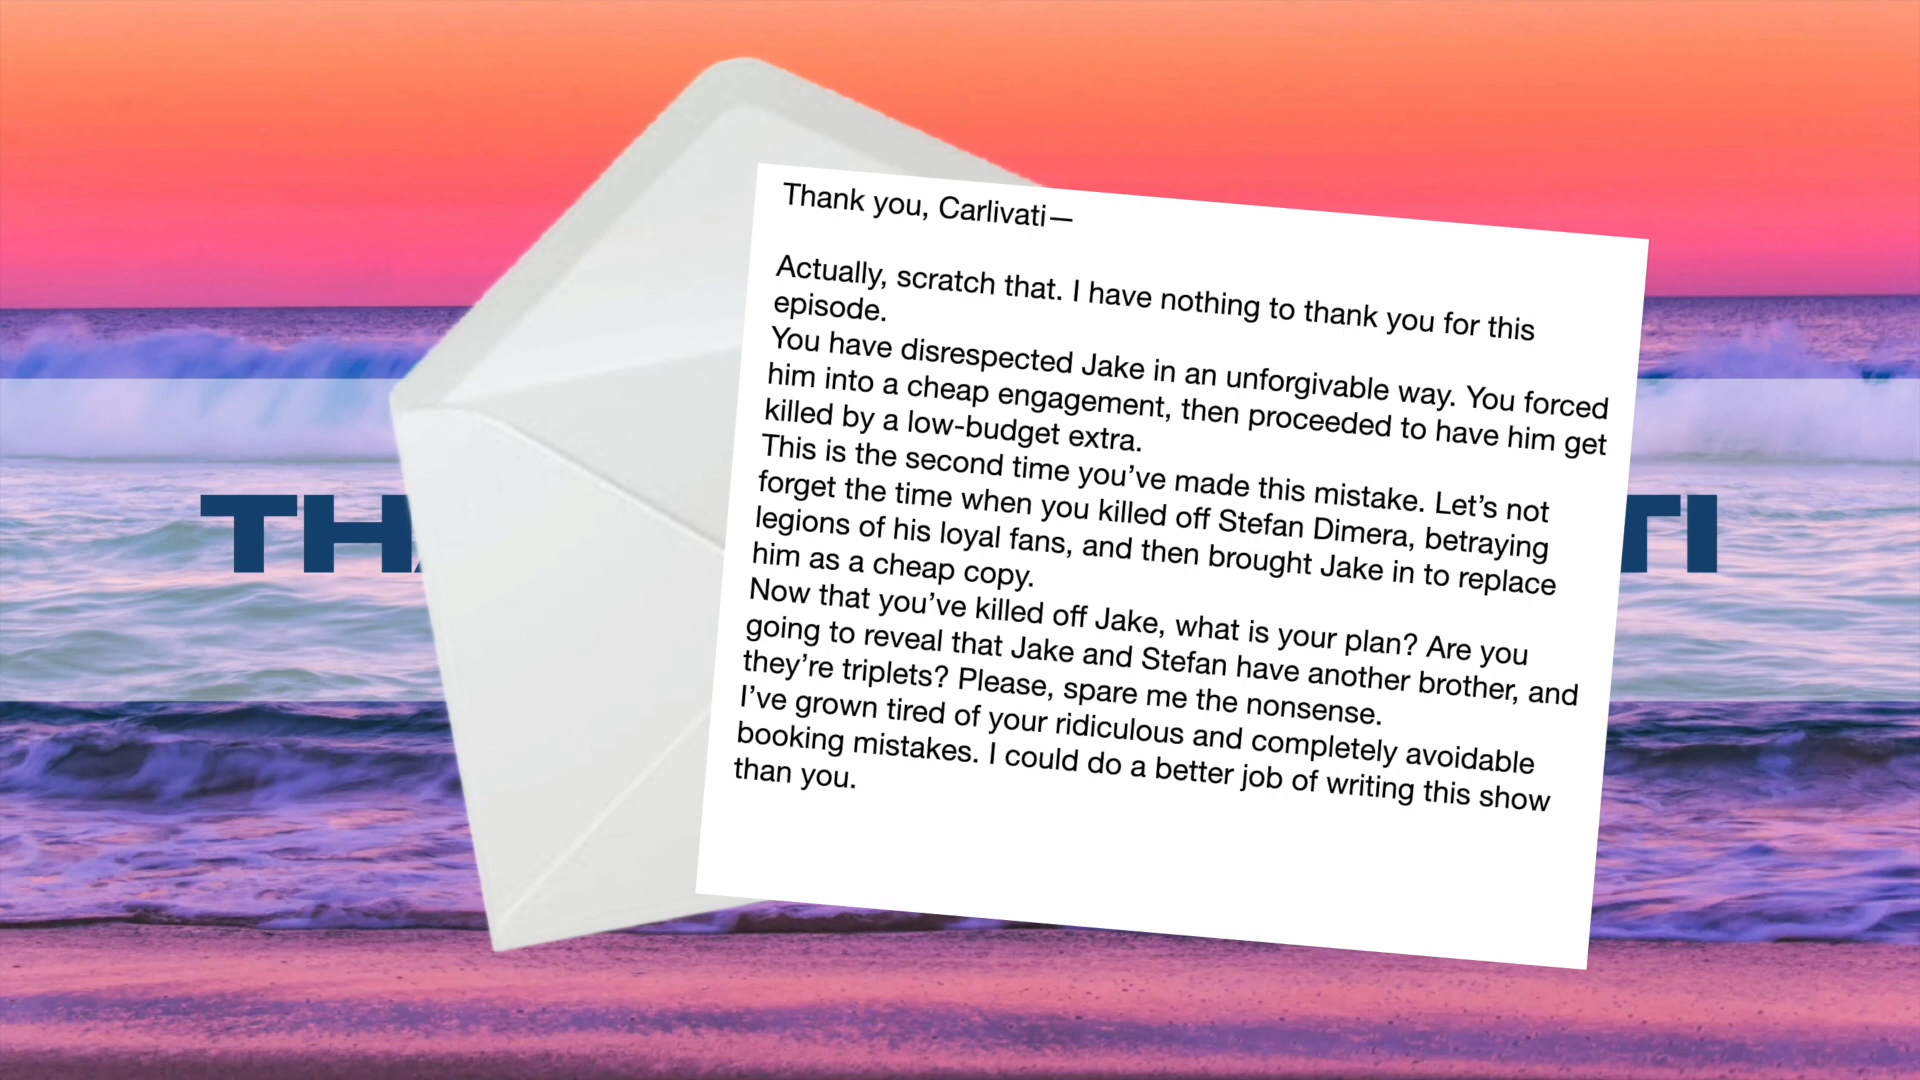 Thank you, Carlivati—
Actually, scratch that. I have nothing to thank you for this
episode.
You have disrespected Jake in an unforgivable way. You forced
him into a cheap engagement, then proceeded to have him get
killed by a low-budget extra.
This is the second time you’ve made this mistake. Let’s not
forget the time when you killed off Stefan Dimera, betraying
legions of his loyal fans, and then brought Jake in to replace
him as a cheap copy.
Now that you’ve killed off Jake, what is your plan? Are you
going to reveal that Jake and Stefan have another brother, and
they’re triplets? Please, spare me the nonsense.
I’ve grown tired of your ridiculous and completely avoidable
booking mistakes. I could do a better job of writing this show
than you.